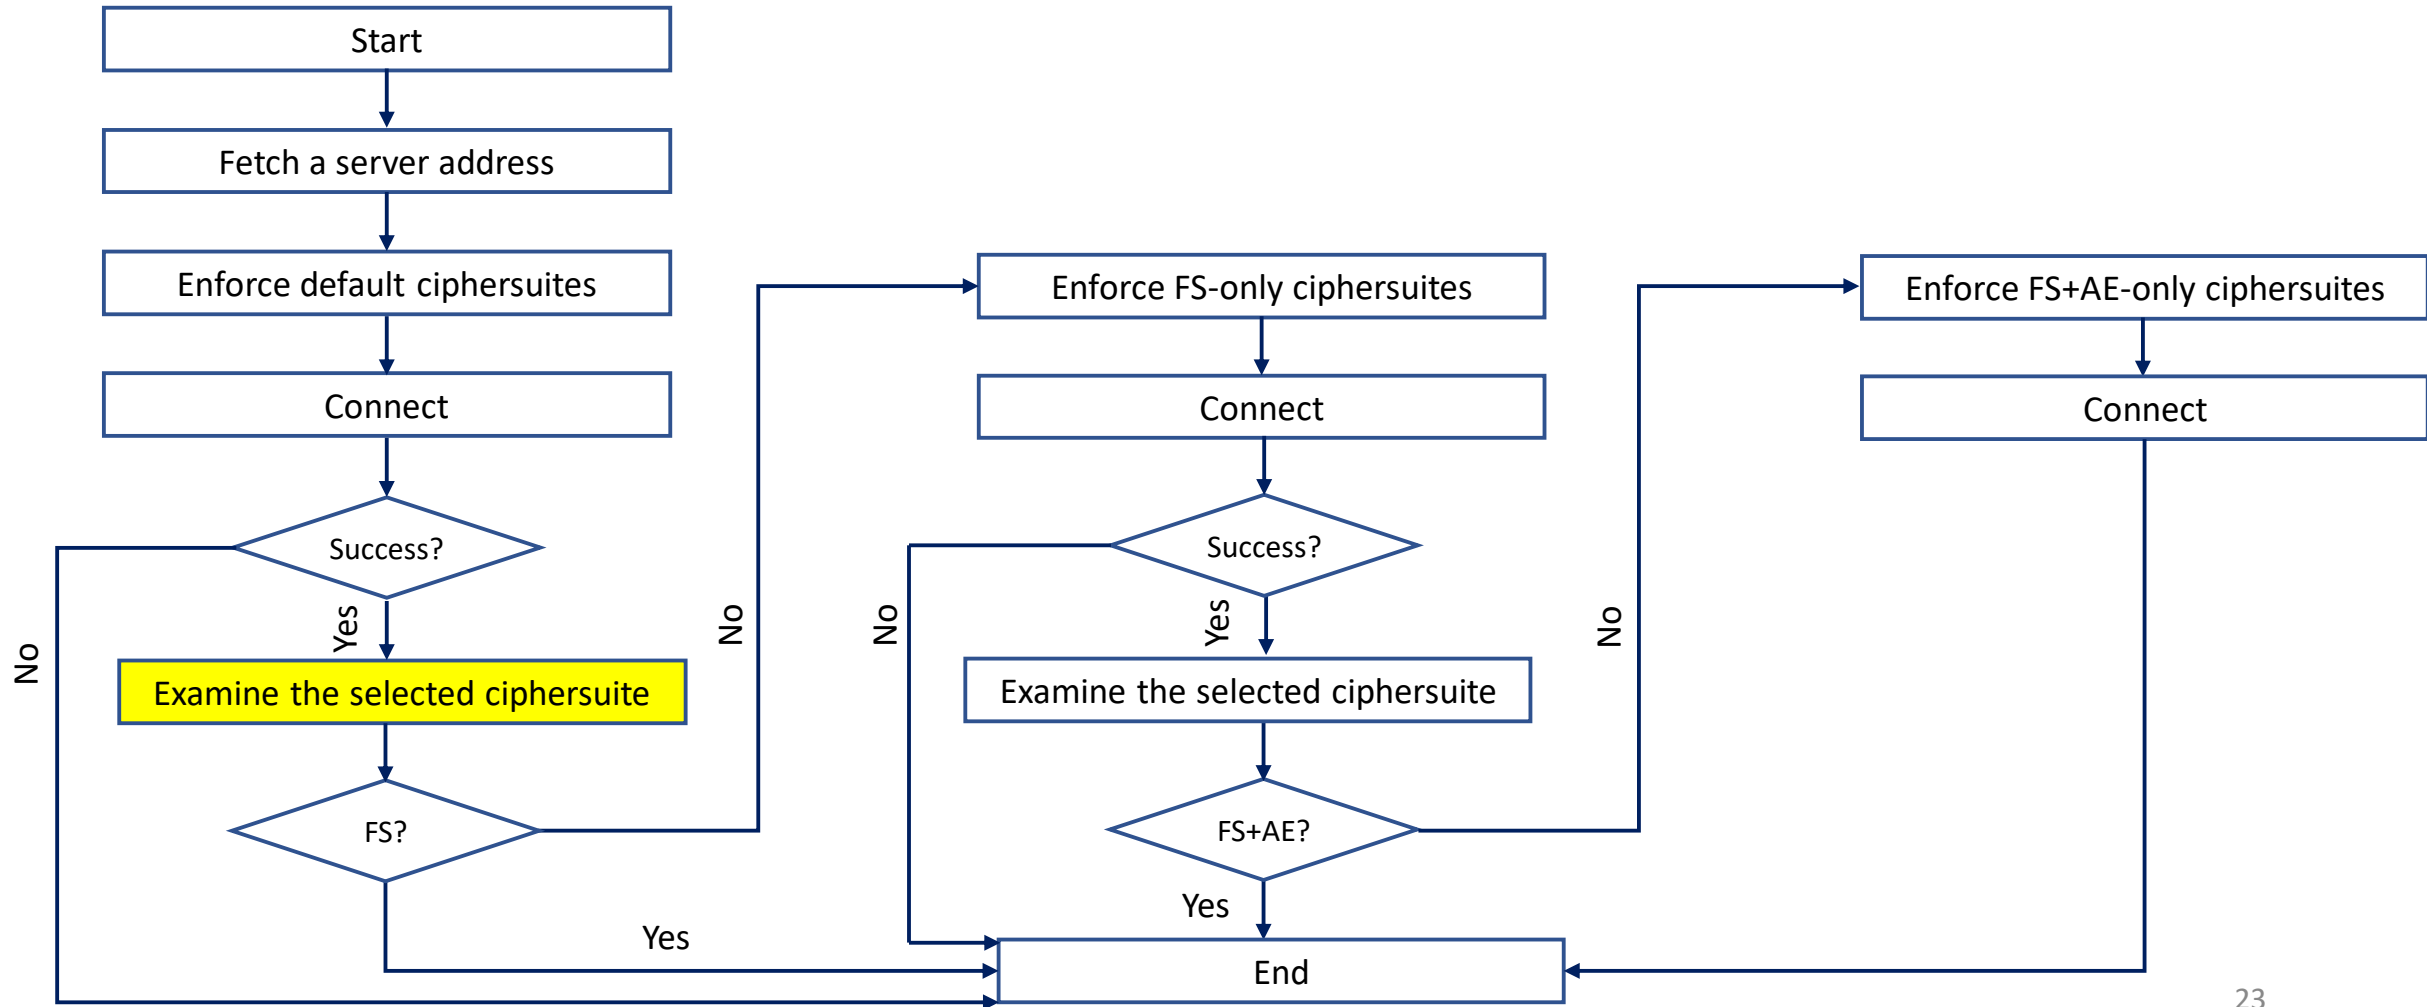 Start
Fetch a server address
Enforce default ciphersuites
Connect
Success?
No
Yes
Examine the selected ciphersuite
FS?
No
Yes
Enforce FS-only ciphersuites
Connect
Success?
No
Yes
Examine the selected ciphersuite
FS+AE?
No
Yes
Enforce FS+AE-only ciphersuites
Connect
End
23